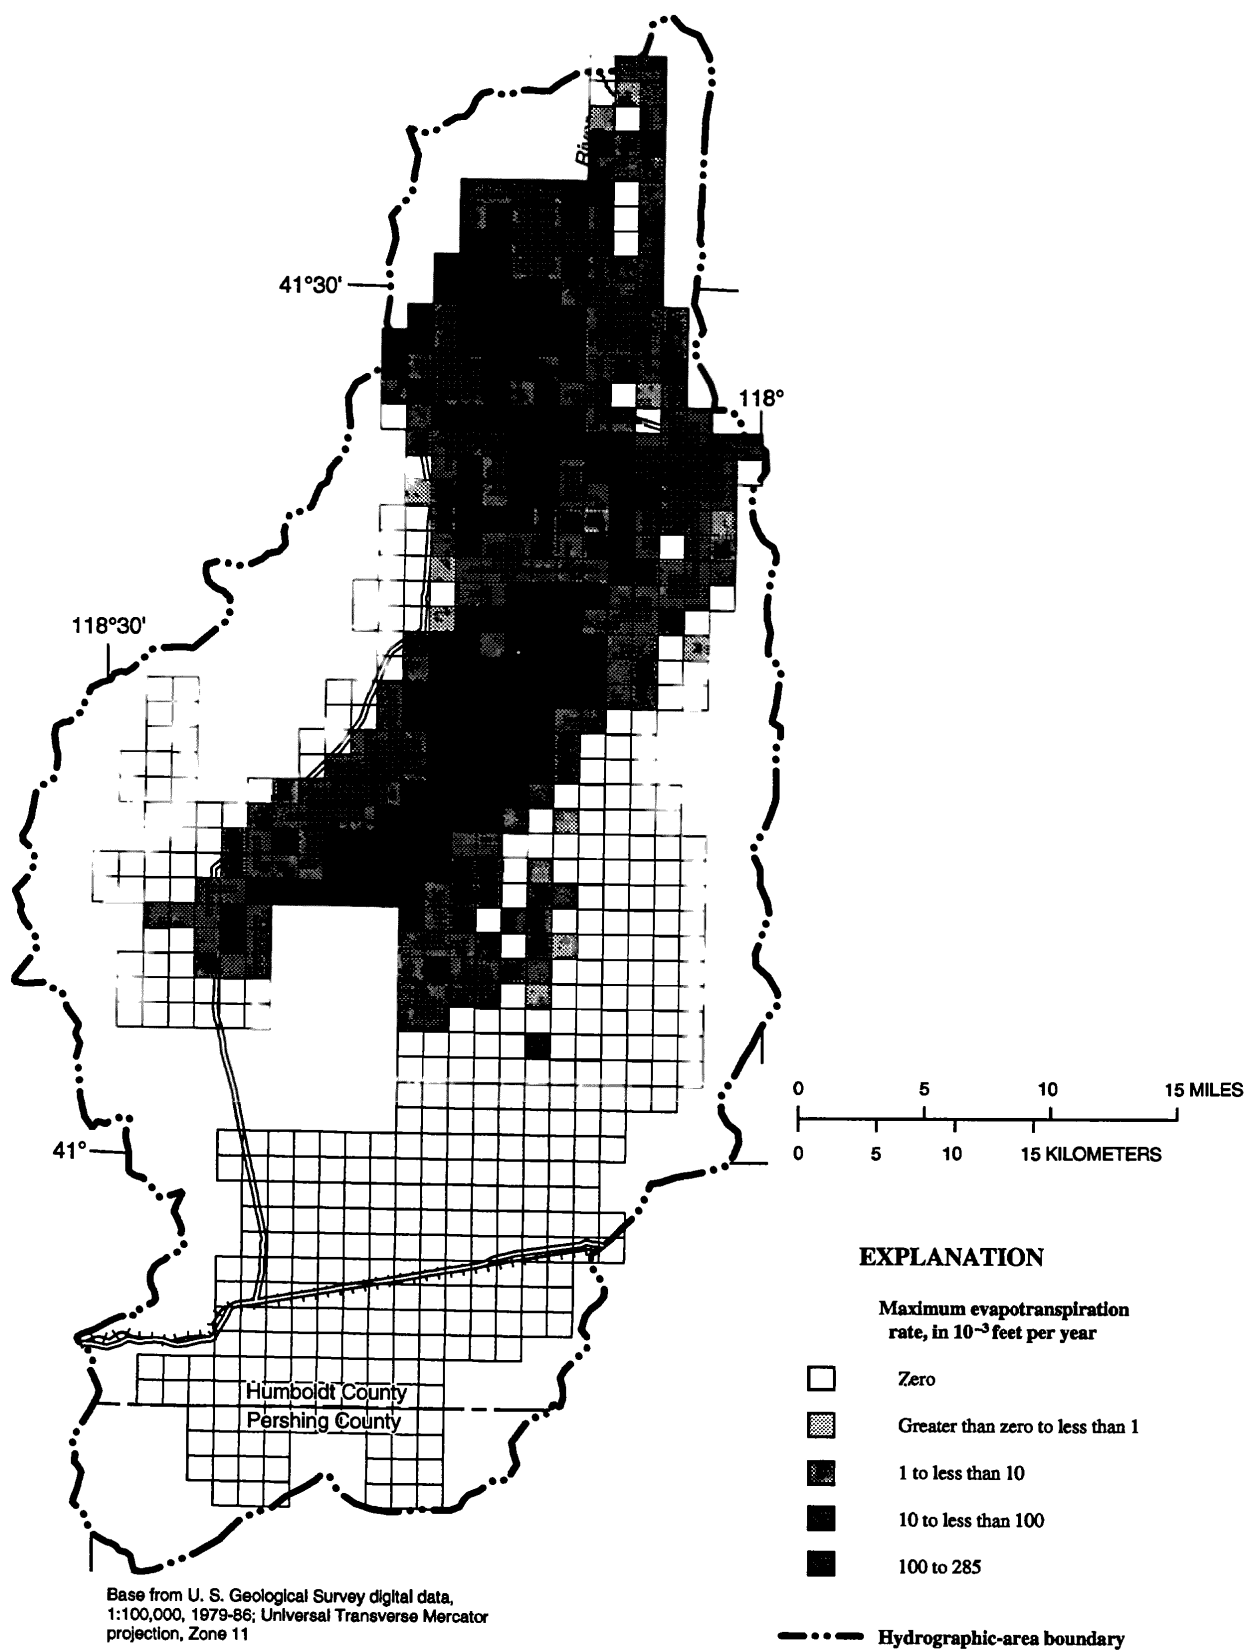 River
41°30'
118°
118°30'
0 5 10 15 MILES
41°
0 5 10 15 KILOMETERS
EXPLANATION
Maximum evapotranspiration
rate, in 10⁻³ feet per year
Zero
Humboldt County
Pershing County
Greater than zero to less than 1
1 to less than 10
10 to less than 100
100 to 285
Base from U. S. Geological Survey digital data,
1:100,000, 1979-86; Universal Transverse Mercator
projection, Zone 11
Hydrographic-area boundary